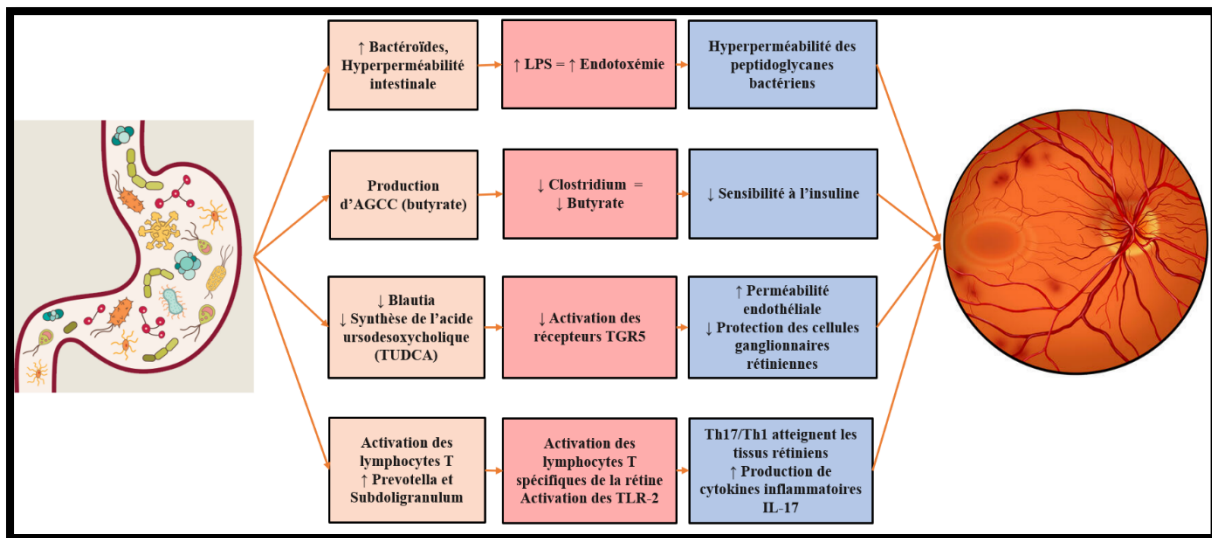 ↑ Bactéroïdes,
Hyperperméabilité
intestinale
↑ LPS = ↑ Endotoxémie
Hyperperméabilité des
peptidoglycanes
bactériens
Production
d’AGCC (butyrate)
↓ Clostridium =
↓ Butyrate
↓ Sensibilité à l’insuline
↓ Blautia
↓ Synthèse de l’acide
ursodesoxycholique
(TUDCA)
↓ Activation des
récepteurs TGR5
↑ Perméabilité
endothéliale
↓ Protection des cellules
ganglionnaires
rétiniennes
Activation des
lymphocytes T
↑ Prevotella et
Subdoligranulum
Activation des
lymphocytes T
spécifiques de la rétine
Activation des TLR-2
Th17/Th1 atteignent les
tissus rétiniens
↑ Production de
cytokines inflammatoires
IL-17